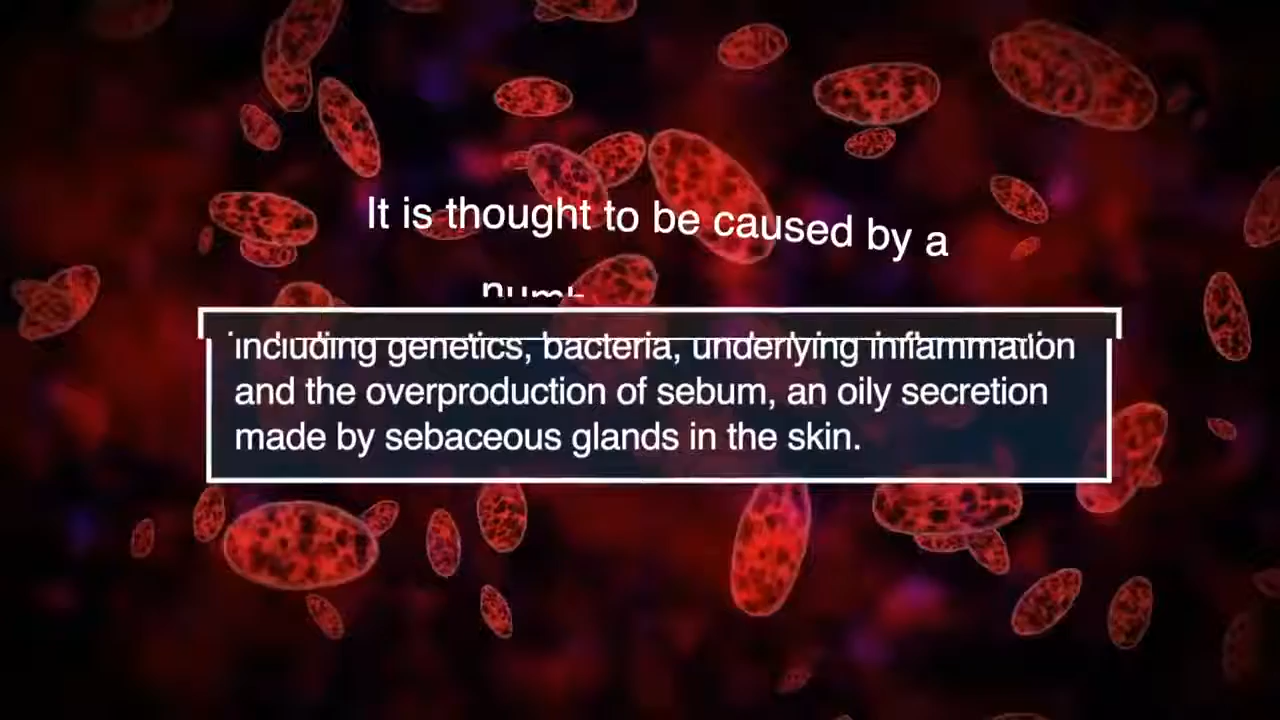 It is thought to be caused by a
including genetics, bacteria, underlying inflammation
and the overproduction of sebum, an oily secretion
made by sebaceous glands in the skin.